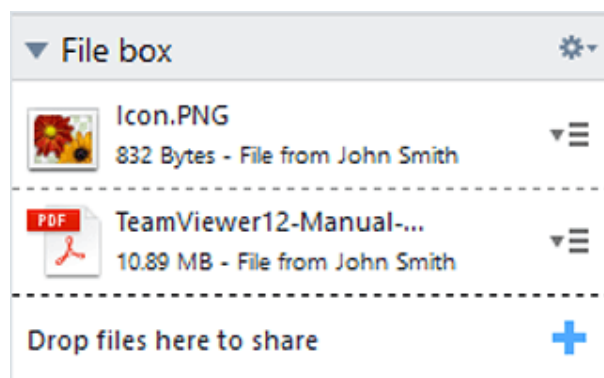 File box
Icon.PNG
832 Bytes - File from John Smith
PDF
TeamViewer12-Manual-...
10.89 MB - File from John Smith
Drop files here to share